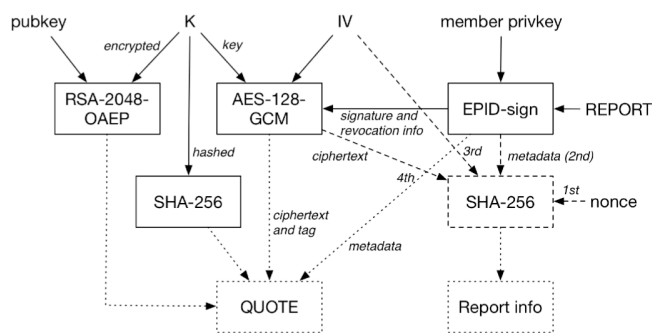 pubkey
K
IV
member privkey
encrypted
key
RSA-2048-
OAEP
AES-128-
GCM
EPID-sign
REPORT
signature and
revocation info
hashed
ciphertext
3rd
metadata (2nd)
4th
1st
SHA-256
SHA-256
nonce
ciphertext
and tag
metadata
QUOTE
Report info